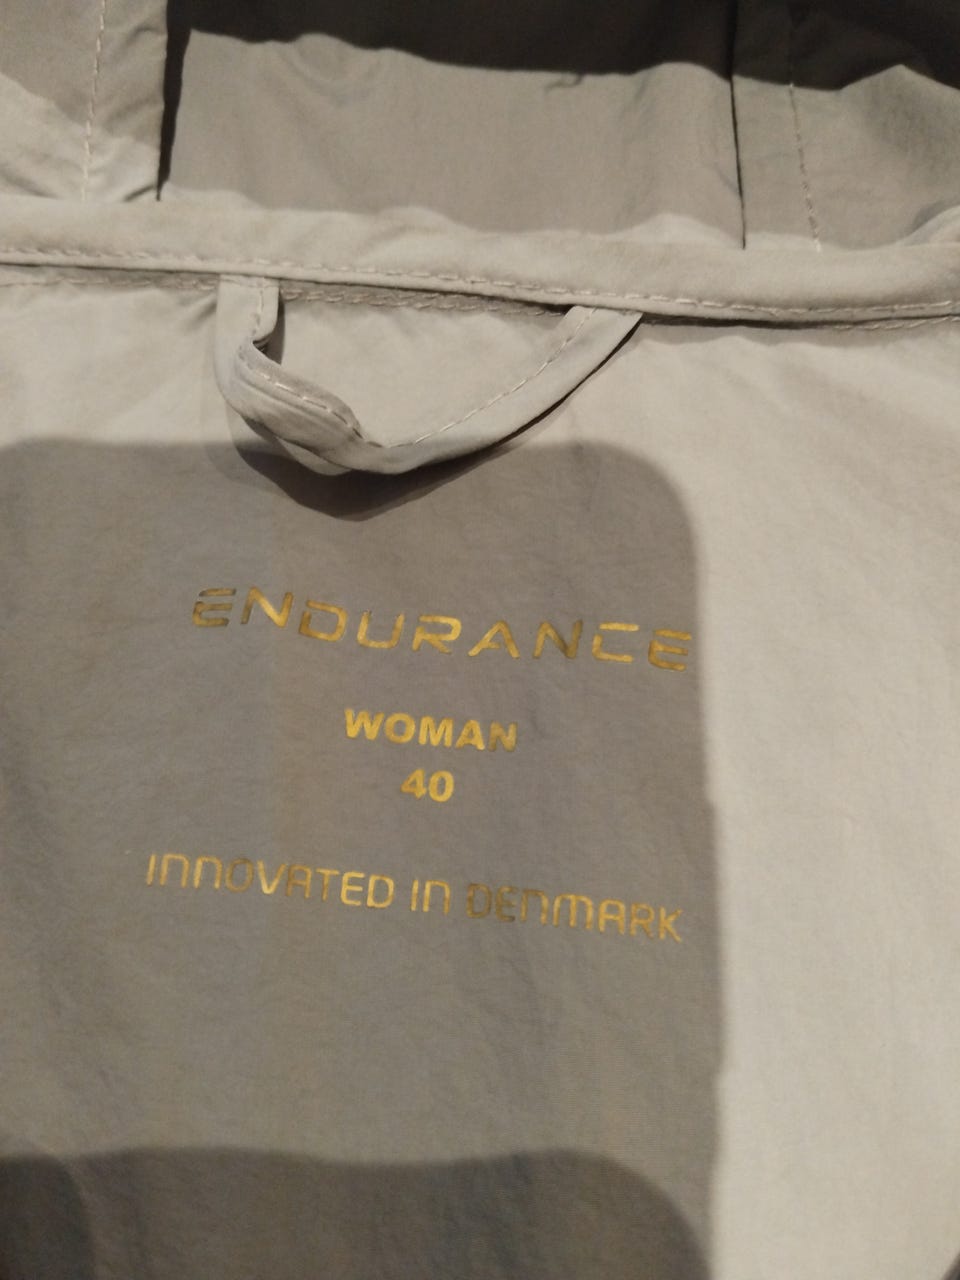 ENDURANCE
WOMAN
40
INNOVATED IN DENMARK